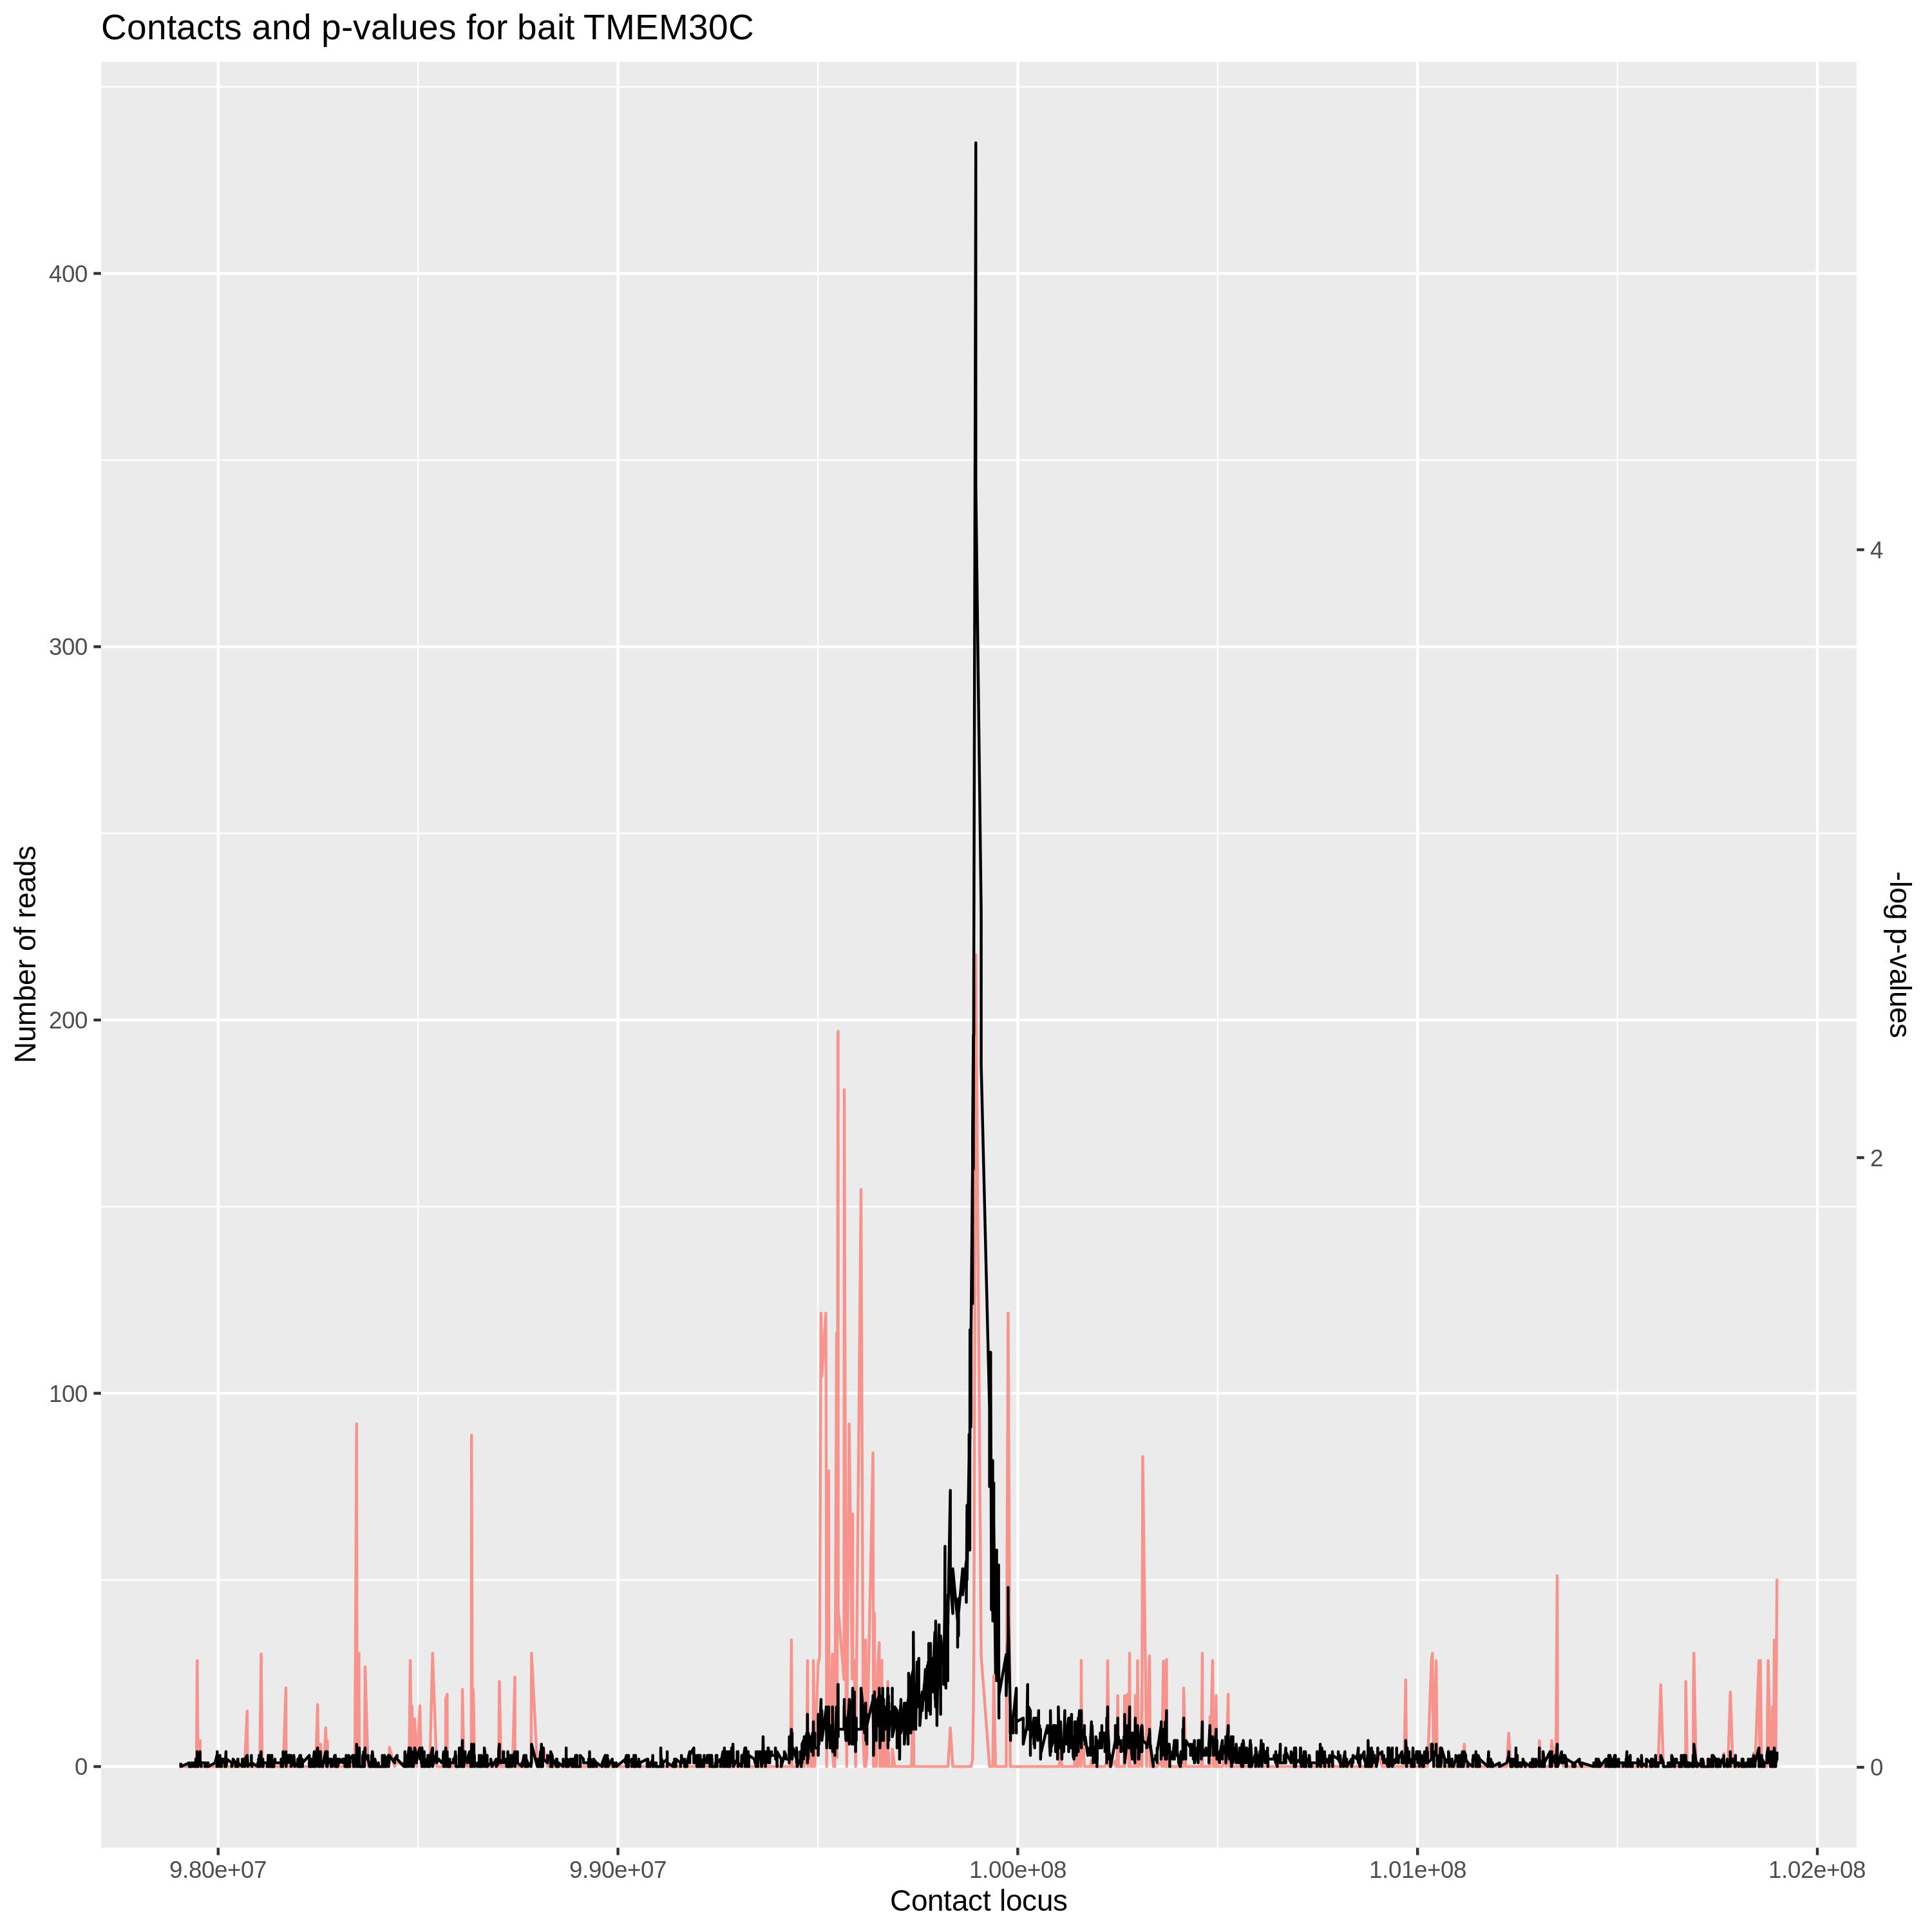 Contacts and p-values for bait TMEM30C
400
300
200
100
0
Number of reads
4
2
0
-log p-values
9.80e+07
9.90e+07
1.00e+08
1.01e+08
1.02e+08
Contact locus